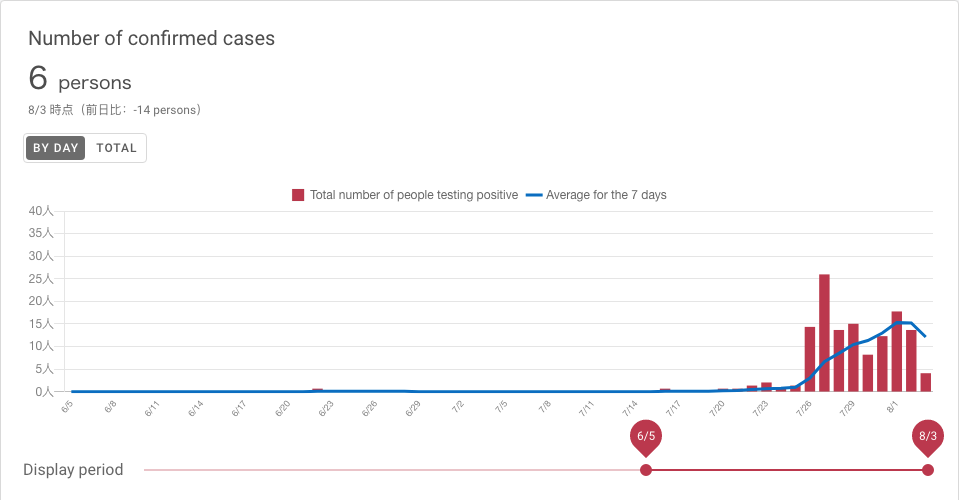 Number of confirmed cases
6 persons
8/3 時点（前日比：-14 persons）
BY DAY TOTAL
Total number of people testing positive Average for the 7 days
40人
35人
30人
25人
20人
15人
10人
5人
0人
6/5 6/8 6/11 6/14 6/17 6/20 6/23 6/26 6/29 7/2 7/5 7/8 7/11 7/14 7/17 7/20 7/23 7/26 7/29 8/1
6/5 8/3
Display period